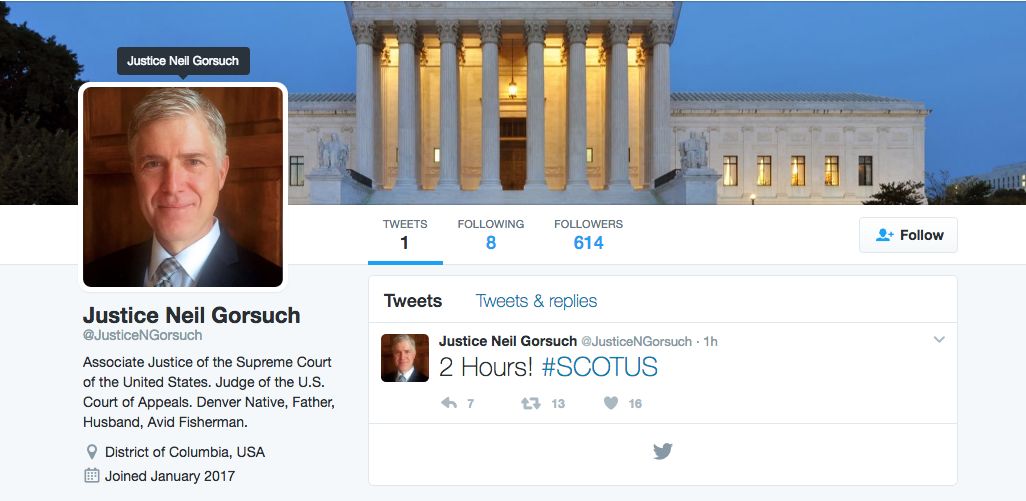 Justice Neil Gorsuch
TWEETS
1
FOLLOWING
8
FOLLOWERS
614
Follow
Justice Neil Gorsuch
@JusticeNGorsuch
Associate Justice of the Supreme Court
of the United States. Judge of the U.S.
Court of Appeals. Denver Native, Father,
Husband, Avid Fisherman.
District of Columbia, USA
Joined January 2017
Tweets Tweets & replies
Justice Neil Gorsuch @JusticeNGorsuch · 1h
2 Hours! #SCOTUS
7 13 16